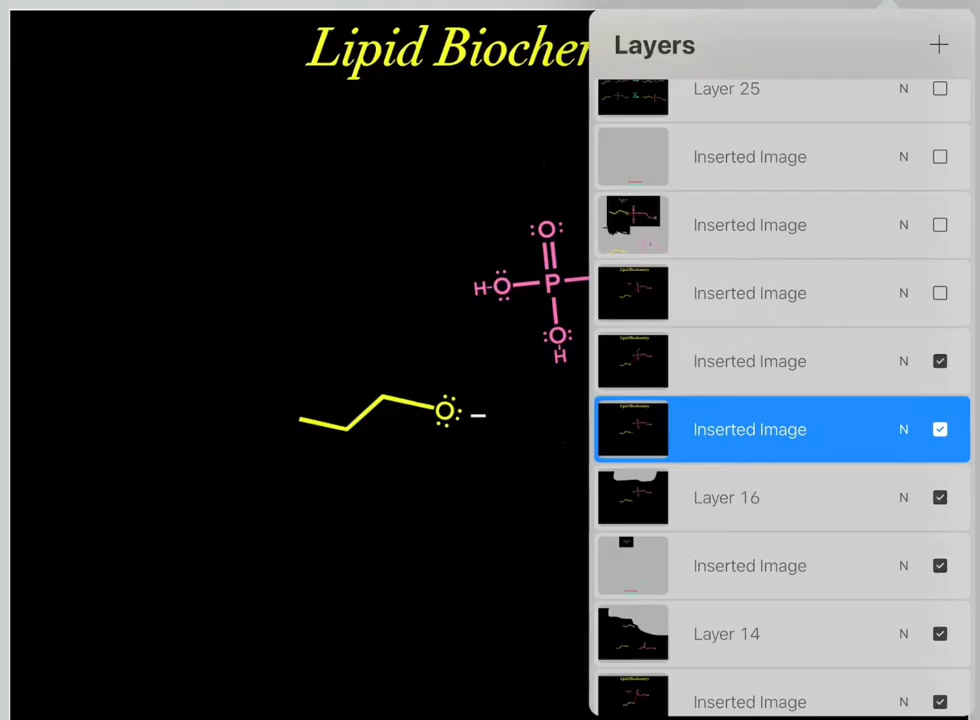 Lipid Biochem
Layers
Layer 25 N
Inserted Image N
Inserted Image N
Inserted Image N
Inserted Image N
Inserted Image N
Layer 16 N
Inserted Image N
Layer 14 N
Inserted Image N
O
H-O P
O
H
O −